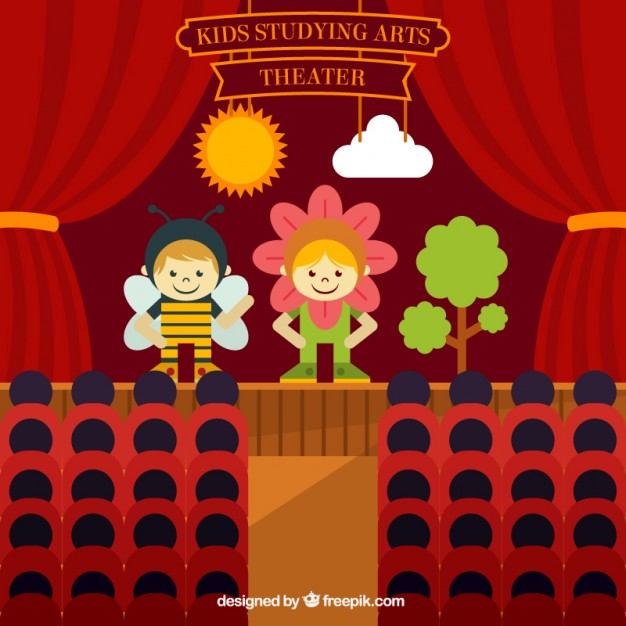 KIDS STUDYING ARTS
THEATER
designed by freepik.com